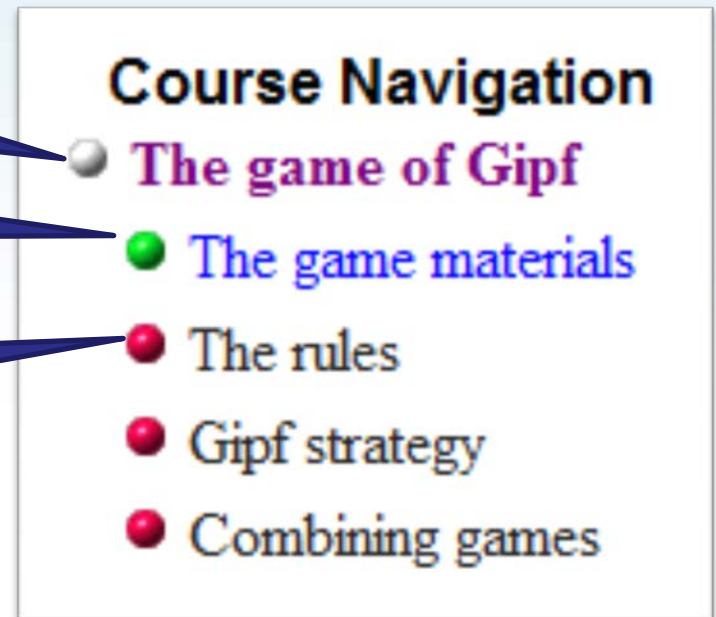 Course Navigation
The game of Gipf
The game materials
The rules
Gipf strategy
Combining games